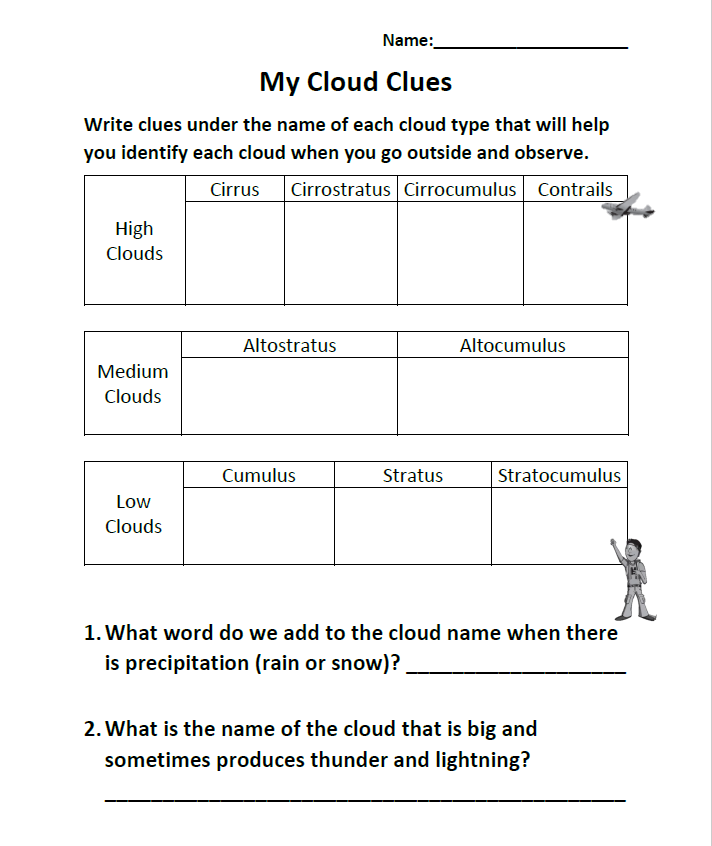 Name:_____________________
My Cloud Clues
Write clues under the name of each cloud type that will help
you identify each cloud when you go outside and observe.
Cirrus Cirrostratus Cirrocumulus Contrails
High
Clouds
Altostratus Altocumulus
Medium
Clouds
Cumulus Stratus Stratocumulus
Low
Clouds
1. What word do we add to the cloud name when there
is precipitation (rain or snow)? ___________________
2. What is the name of the cloud that is big and
sometimes produces thunder and lightning?
_____________________________________________